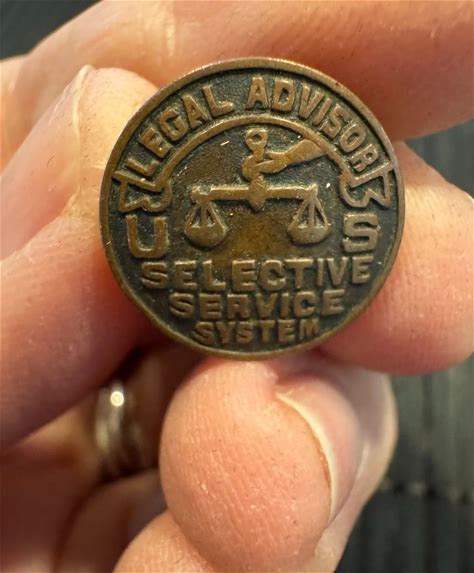 LEGAL ADVISOR
U S
SELECTIVE
SERVICE
SYSTEM